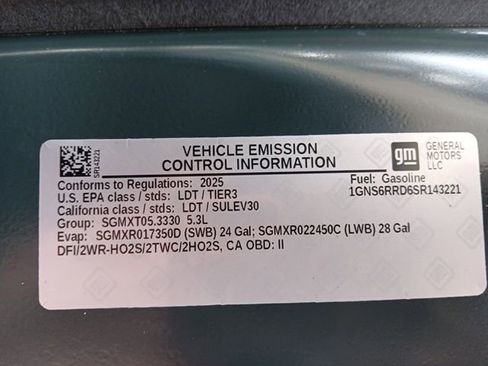 SRL143221
VEHICLE EMISSION
CONTROL INFORMATION
gm
GENERAL
MOTORS
LLC
Conforms to Regulations: 2025
Fuel: Gasoline
U.S. EPA class / stds: LDT / TIER3
1GNS6RRD6SR143221
California class / stds: LDT / SULEV30
Group: SGMXT05.3330 5.3L
Evap: SGMXR017350D (SWB) 24 Gal; SGMXR022450C (LWB) 28 Gal
DFI/2WR-HO2S/2TWC/2HO2S, CA OBD: II